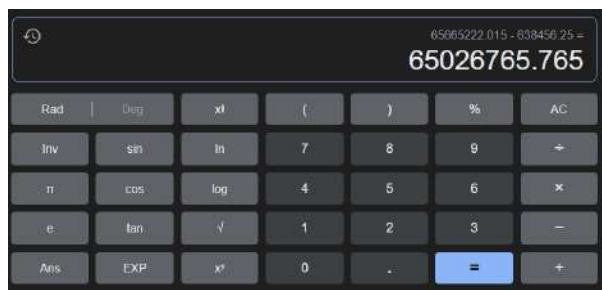 65665222.015 - 638456.25 =
65026765.765
Rad | Deg x! ( ) % AC
Inv sin ln 7 8 9 ÷
π cos log 4 5 6 ×
e tan √ 1 2 3 −
Ans EXP xʸ 0 . = +